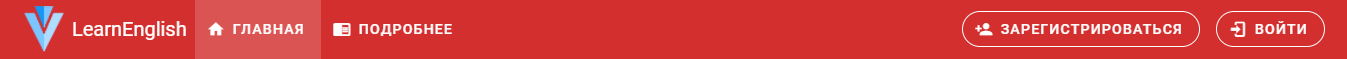 LearnEnglish ГЛАВНАЯ ПОДРОБНЕЕ ЗАРЕГИСТРИРОВАТЬСЯ ВОЙТИ